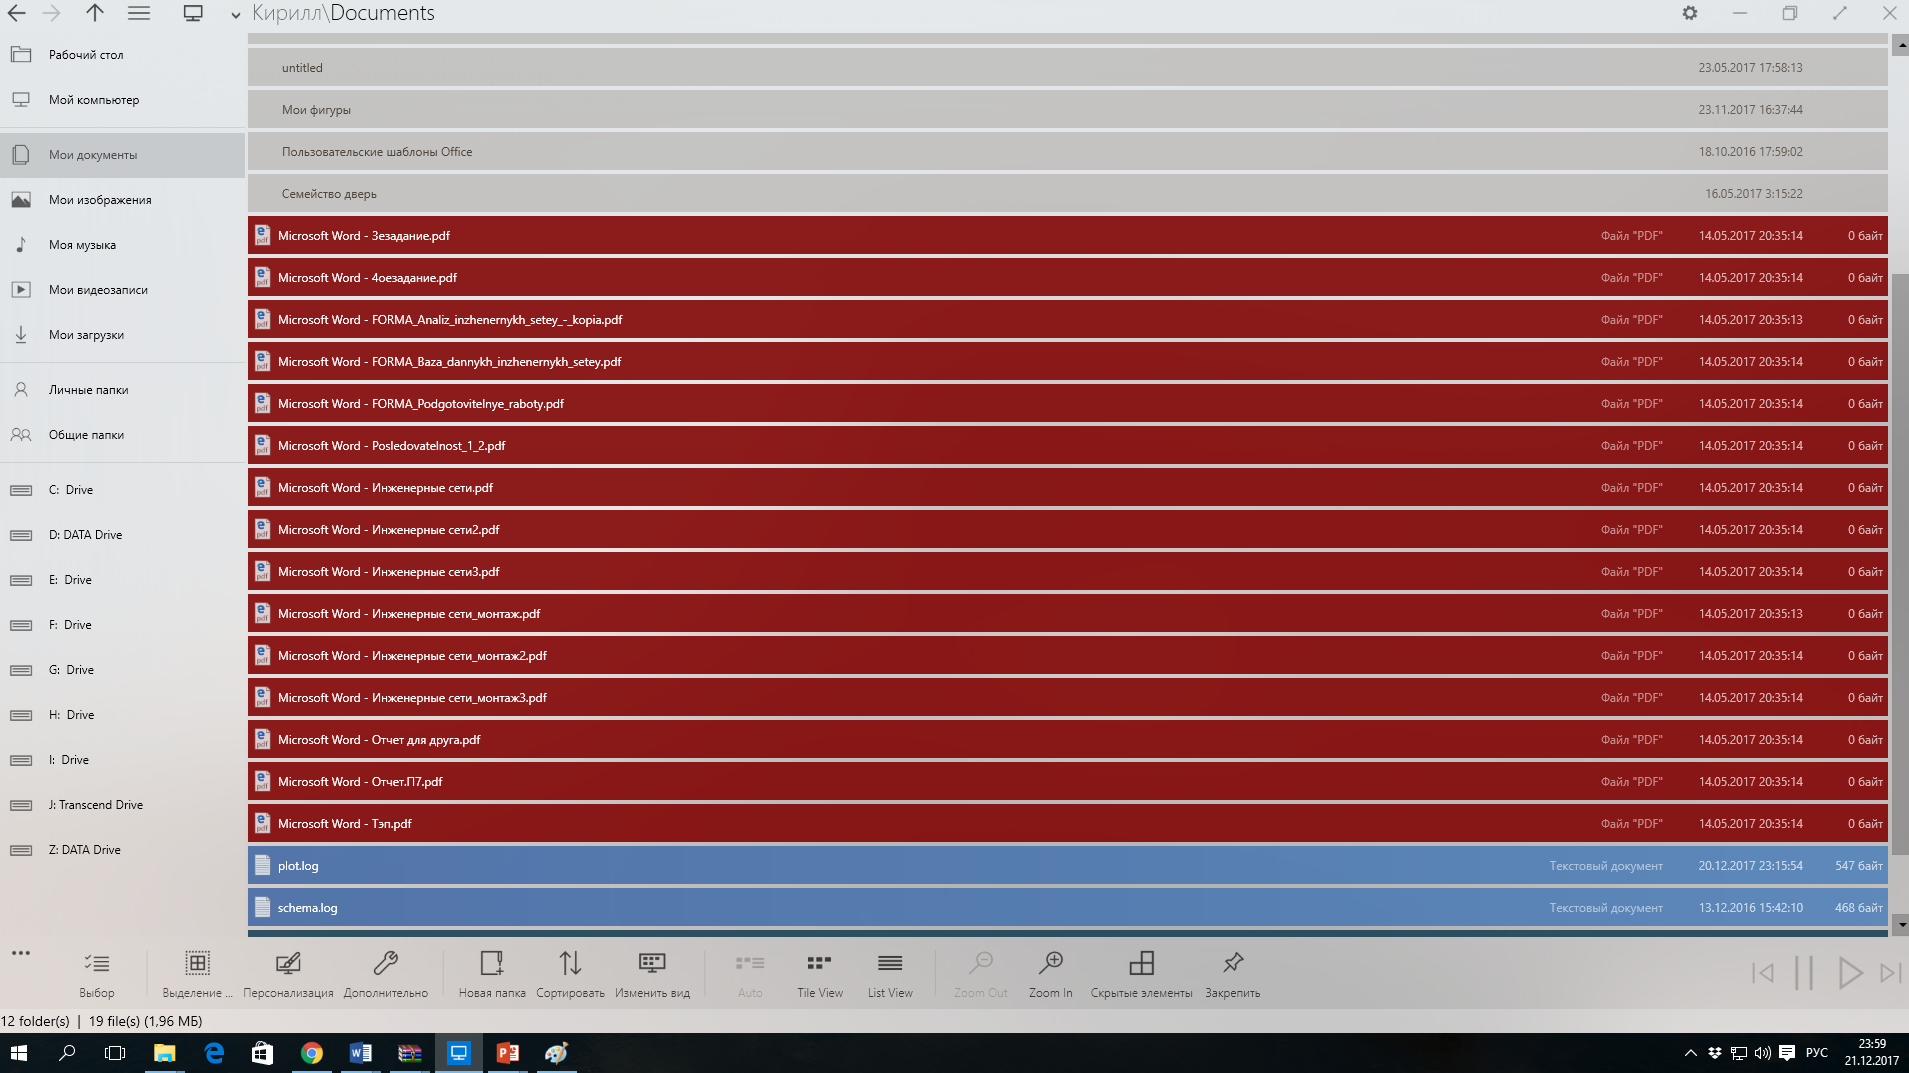 Кирилл\Documents
Рабочий стол
Мой компьютер
Мои документы
Мои изображения
Моя музыка
Мои видеозаписи
Мои загрузки
Личные папки
Общие папки
C: Drive
D: DATA Drive
E: Drive
F: Drive
G: Drive
H: Drive
I: Drive
J: Transcend Drive
Z: DATA Drive
untitled 23.05.2017 17:58:13
Мои фигуры 23.11.2017 16:37:44
Пользовательские шаблоны Office 18.10.2016 17:59:02
Семейство дверь 16.05.2017 3:15:22
Microsoft Word - 3езадание.pdf Файл "PDF" 14.05.2017 20:35:14 0 байт
Microsoft Word - 4оезадание.pdf Файл "PDF" 14.05.2017 20:35:14 0 байт
Microsoft Word - FORMA_Analiz_inzhenernykh_setey_-_kopia.pdf Файл "PDF" 14.05.2017 20:35:13 0 байт
Microsoft Word - FORMA_Baza_dannykh_inzhenernykh_setey.pdf Файл "PDF" 14.05.2017 20:35:14 0 байт
Microsoft Word - FORMA_Podgotovitelnye_raboty.pdf Файл "PDF" 14.05.2017 20:35:14 0 байт
Microsoft Word - Posledovatelnost_1_2.pdf Файл "PDF" 14.05.2017 20:35:14 0 байт
Microsoft Word - Инженерные сети.pdf Файл "PDF" 14.05.2017 20:35:14 0 байт
Microsoft Word - Инженерные сети2.pdf Файл "PDF" 14.05.2017 20:35:14 0 байт
Microsoft Word - Инженерные сети3.pdf Файл "PDF" 14.05.2017 20:35:14 0 байт
Microsoft Word - Инженерные сети_монтаж.pdf Файл "PDF" 14.05.2017 20:35:13 0 байт
Microsoft Word - Инженерные сети_монтаж2.pdf Файл "PDF" 14.05.2017 20:35:14 0 байт
Microsoft Word - Инженерные сети_монтаж3.pdf Файл "PDF" 14.05.2017 20:35:14 0 байт
Microsoft Word - Отчет для друга.pdf Файл "PDF" 14.05.2017 20:35:14 0 байт
Microsoft Word - Отчет.П7.pdf Файл "PDF" 14.05.2017 20:35:14 0 байт
Microsoft Word - Тэп.pdf Файл "PDF" 14.05.2017 20:35:14 0 байт
plot.log Текстовый документ 20.12.2017 23:15:54 547 байт
schema.log Текстовый документ 13.12.2016 15:42:10 468 байт
Выбор Выделение ... Персонализация Дополнительно Новая папка Сортировать Изменить вид Auto Tile View List View Zoom Out Zoom In Скрытые элементы Закрепить
12 folder(s) | 19 file(s) (1,96 МБ)
РУС
23:59
21.12.2017